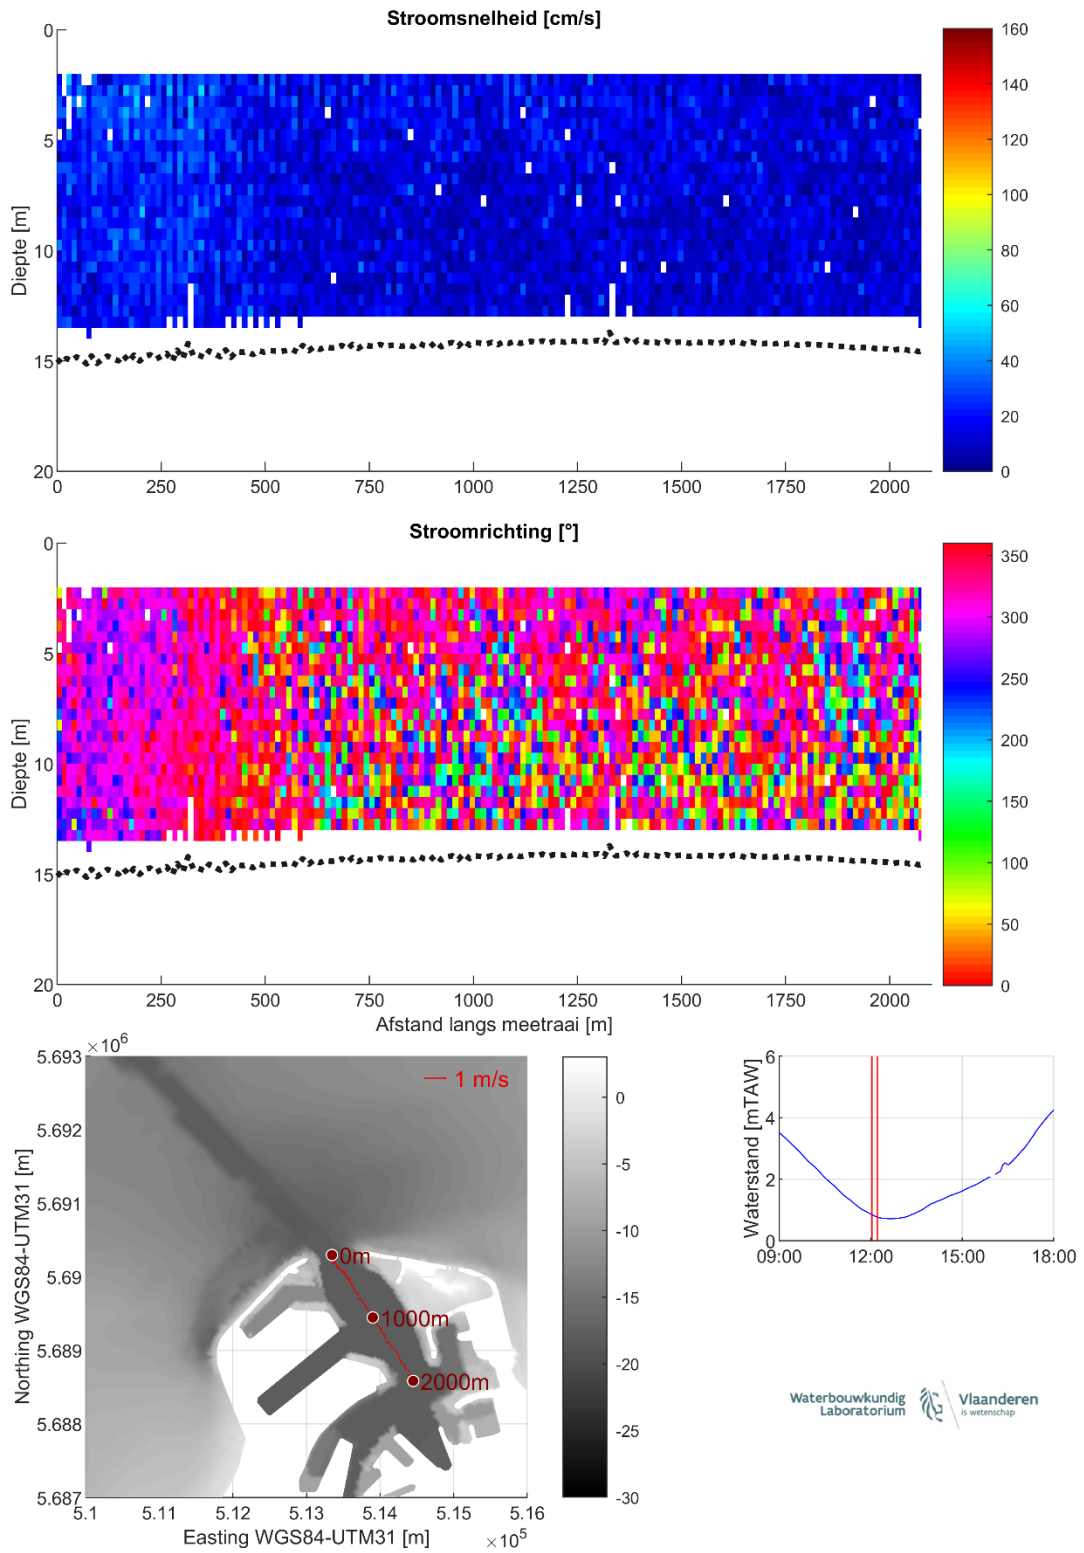 Stroomsnelheid [cm/s]
0
5
10
15
20
Diepte [m]
0 250 500 750 1000 1250 1500 1750 2000
160
140
120
100
80
60
40
20
0
Stroomrichting [°]
0
5
10
15
20
Diepte [m]
0 250 500 750 1000 1250 1500 1750 2000
Afstand langs meetraai [m]
350
300
250
200
150
100
50
0
×10⁶
5.693
5.692
5.691
5.69
5.689
5.688
5.687
Northing WGS84-UTM31 [m]
1 m/s
0m
1000m
2000m
5.1 5.12 5.13 5.14 5.15 5.16
Easting WGS84-UTM31 [m]
×10⁵
0
-5
-10
-15
-20
-25
-30
6
4
2
0
Waterstand [mTAW]
09:00 12:00 15:00 18:00
Waterbouwkundig
Laboratorium
Vlaanderen
is wetenschap